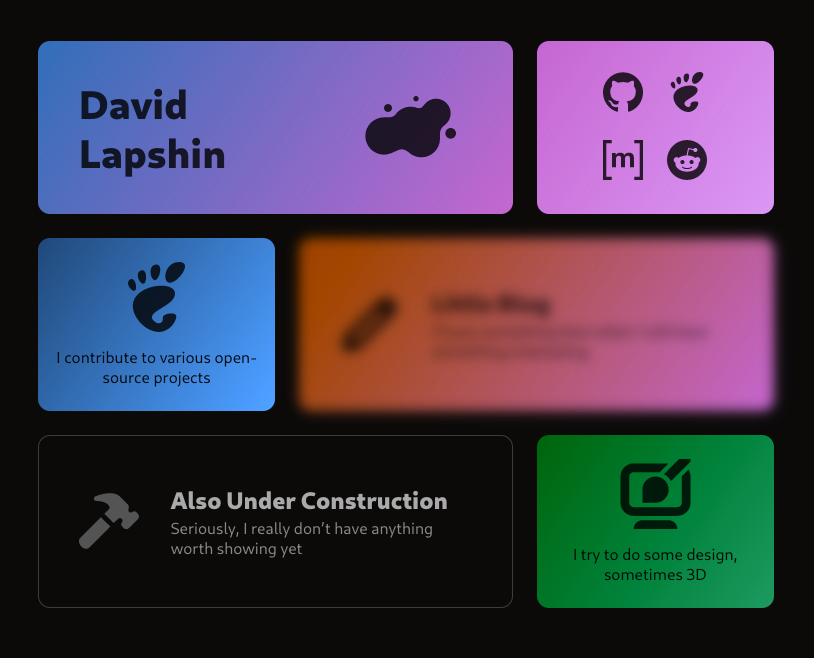 David
Lapshin
[m]
I contribute to various open-
source projects
Little Blog
Also Under Construction
Seriously, I really don’t have anything
worth showing yet
I try to do some design,
sometimes 3D